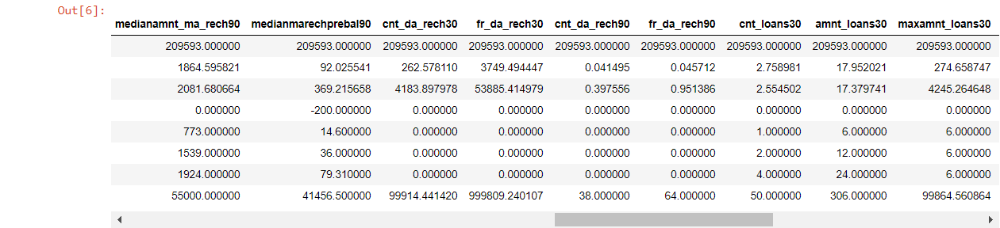 Out[6]:
medianamnt_ma_rech90 medianmarechprebal90 cnt_da_rech30 fr_da_rech30 cnt_da_rech90 fr_da_rech90 cnt_loans30 amnt_loans30 maxamnt_loans30
209593.000000 209593.000000 209593.000000 209593.000000 209593.000000 209593.000000 209593.000000 209593.000000 209593.000000
1864.595821 92.025541 262.578110 3749.494447 0.041495 0.045712 2.758981 17.952021 274.658747
2081.680664 369.215658 4183.897978 53885.414979 0.397556 0.951386 2.554502 17.379741 4245.264648
0.000000 -200.000000 0.000000 0.000000 0.000000 0.000000 0.000000 0.000000 0.000000
773.000000 14.600000 0.000000 0.000000 0.000000 0.000000 1.000000 6.000000 6.000000
1539.000000 36.000000 0.000000 0.000000 0.000000 0.000000 2.000000 12.000000 6.000000
1924.000000 79.310000 0.000000 0.000000 0.000000 0.000000 4.000000 24.000000 6.000000
55000.000000 41456.500000 99914.441420 999809.240107 38.000000 64.000000 50.000000 306.000000 99864.560864